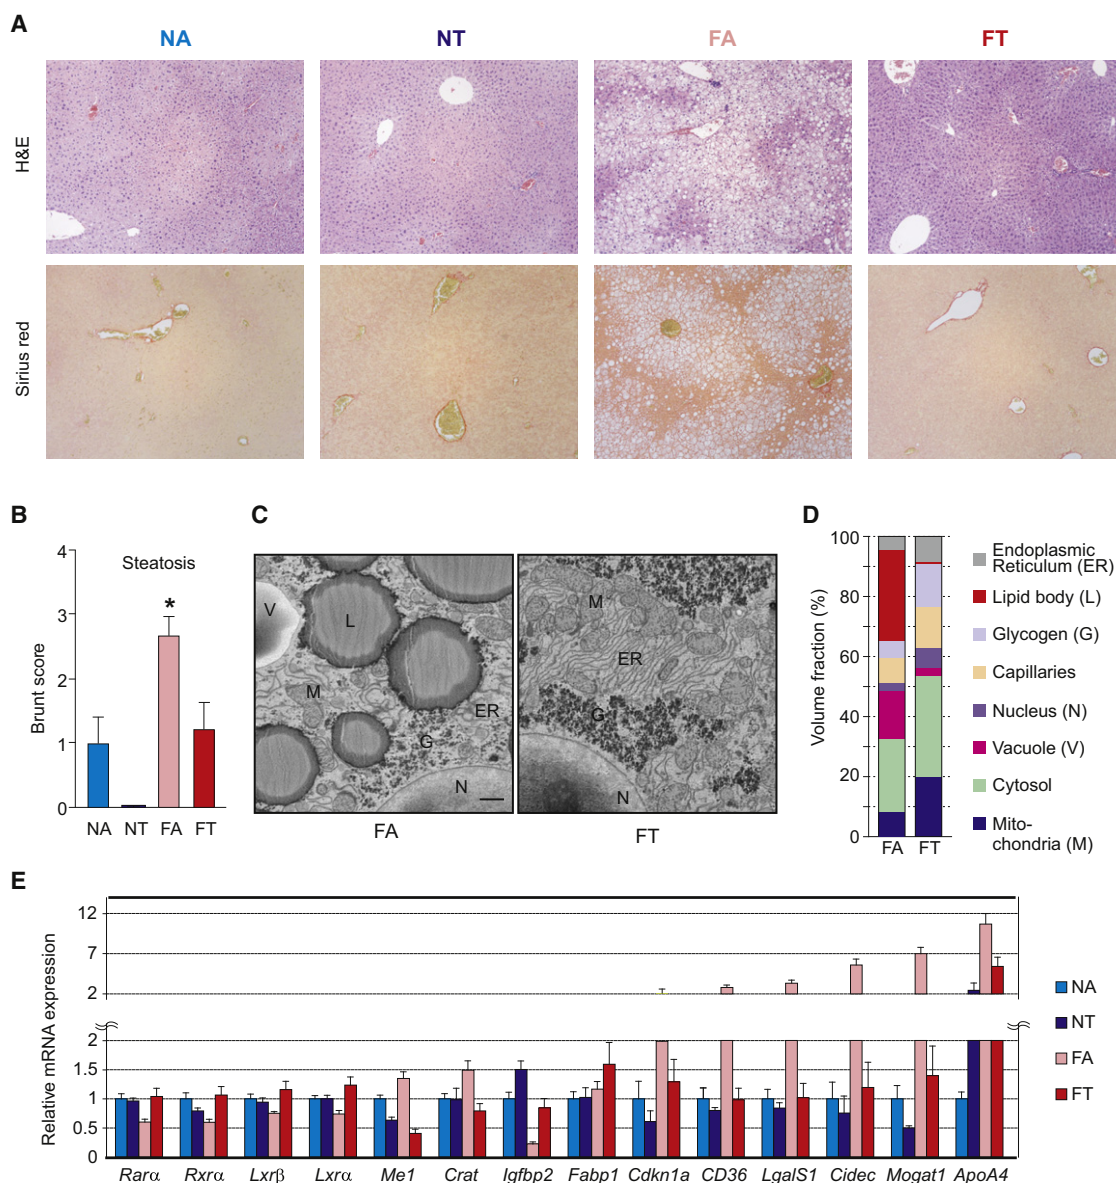 A
NA NT FA FT
H&E
Sirius red
B
Steatosis
Brunt score
4
3
2
1
0
*
NA NT FA FT
C
V
L
M
ER
G
N
FA
M
ER
G
N
FT
D
Volume fraction (%)
100
80
60
40
20
0
FA FT
Endoplasmic
Reticulum (ER)
Lipid body (L)
Glycogen (G)
Capillaries
Nucleus (N)
Vacuole (V)
Cytosol
Mito-
chondria (M)
E
Relative mRNA expression
12
7
2
2
1.5
1
0.5
0
Rarα Rxrα Lxrβ Lxrα Me1 Crat Igfbp2 Fabp1 Cdkn1a CD36 LgalS1 Cidec Mogat1 ApoA4
NA
NT
FA
FT